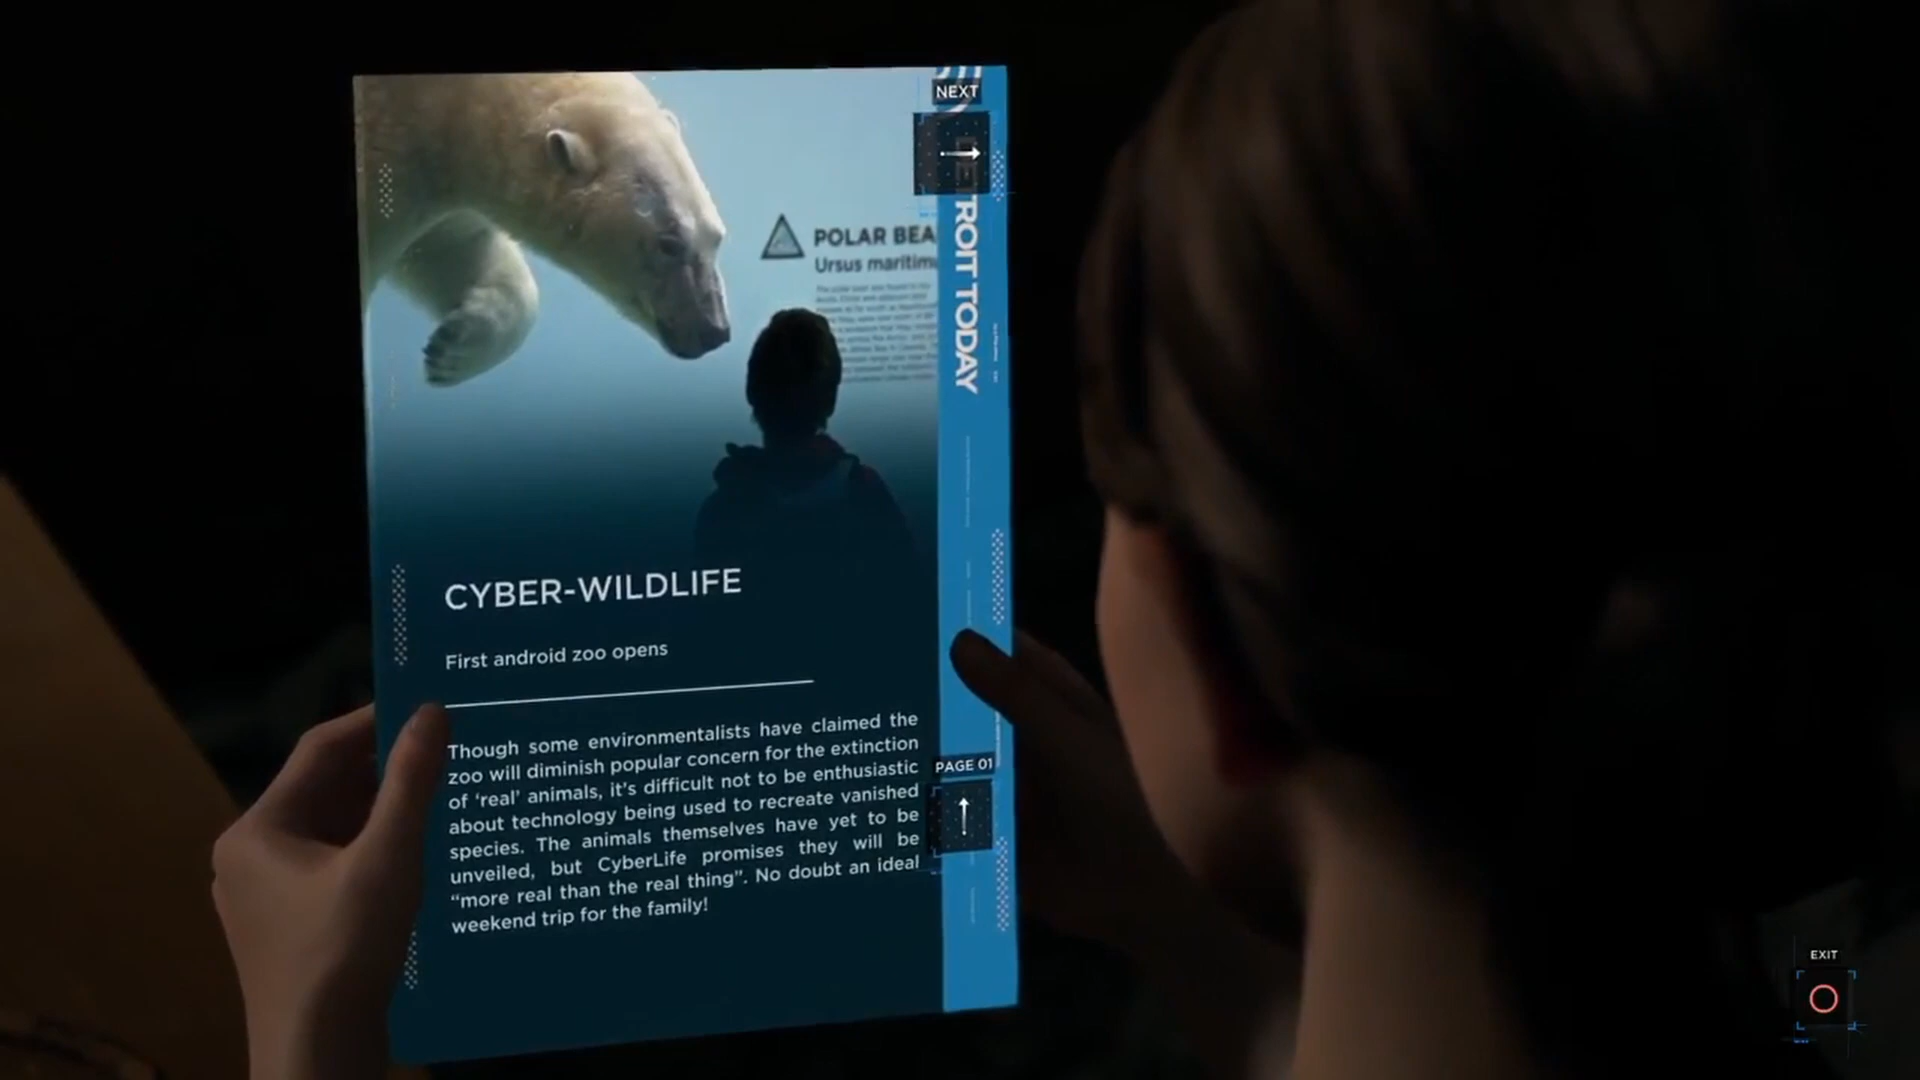 NEXT
POLAR BEA
Ursus maritim
ROIT TODAY
CYBER-WILDLIFE
First android zoo opens
Though some environmentalists have claimed the
zoo will diminish popular concern for the extinction
of ‘real’ animals, it’s difficult not to be enthusiastic
about technology being used to recreate vanished
species. The animals themselves have yet to be
unveiled, but CyberLife promises they will be
“more real than the real thing”. No doubt an ideal
weekend trip for the family!
PAGE 01
EXIT